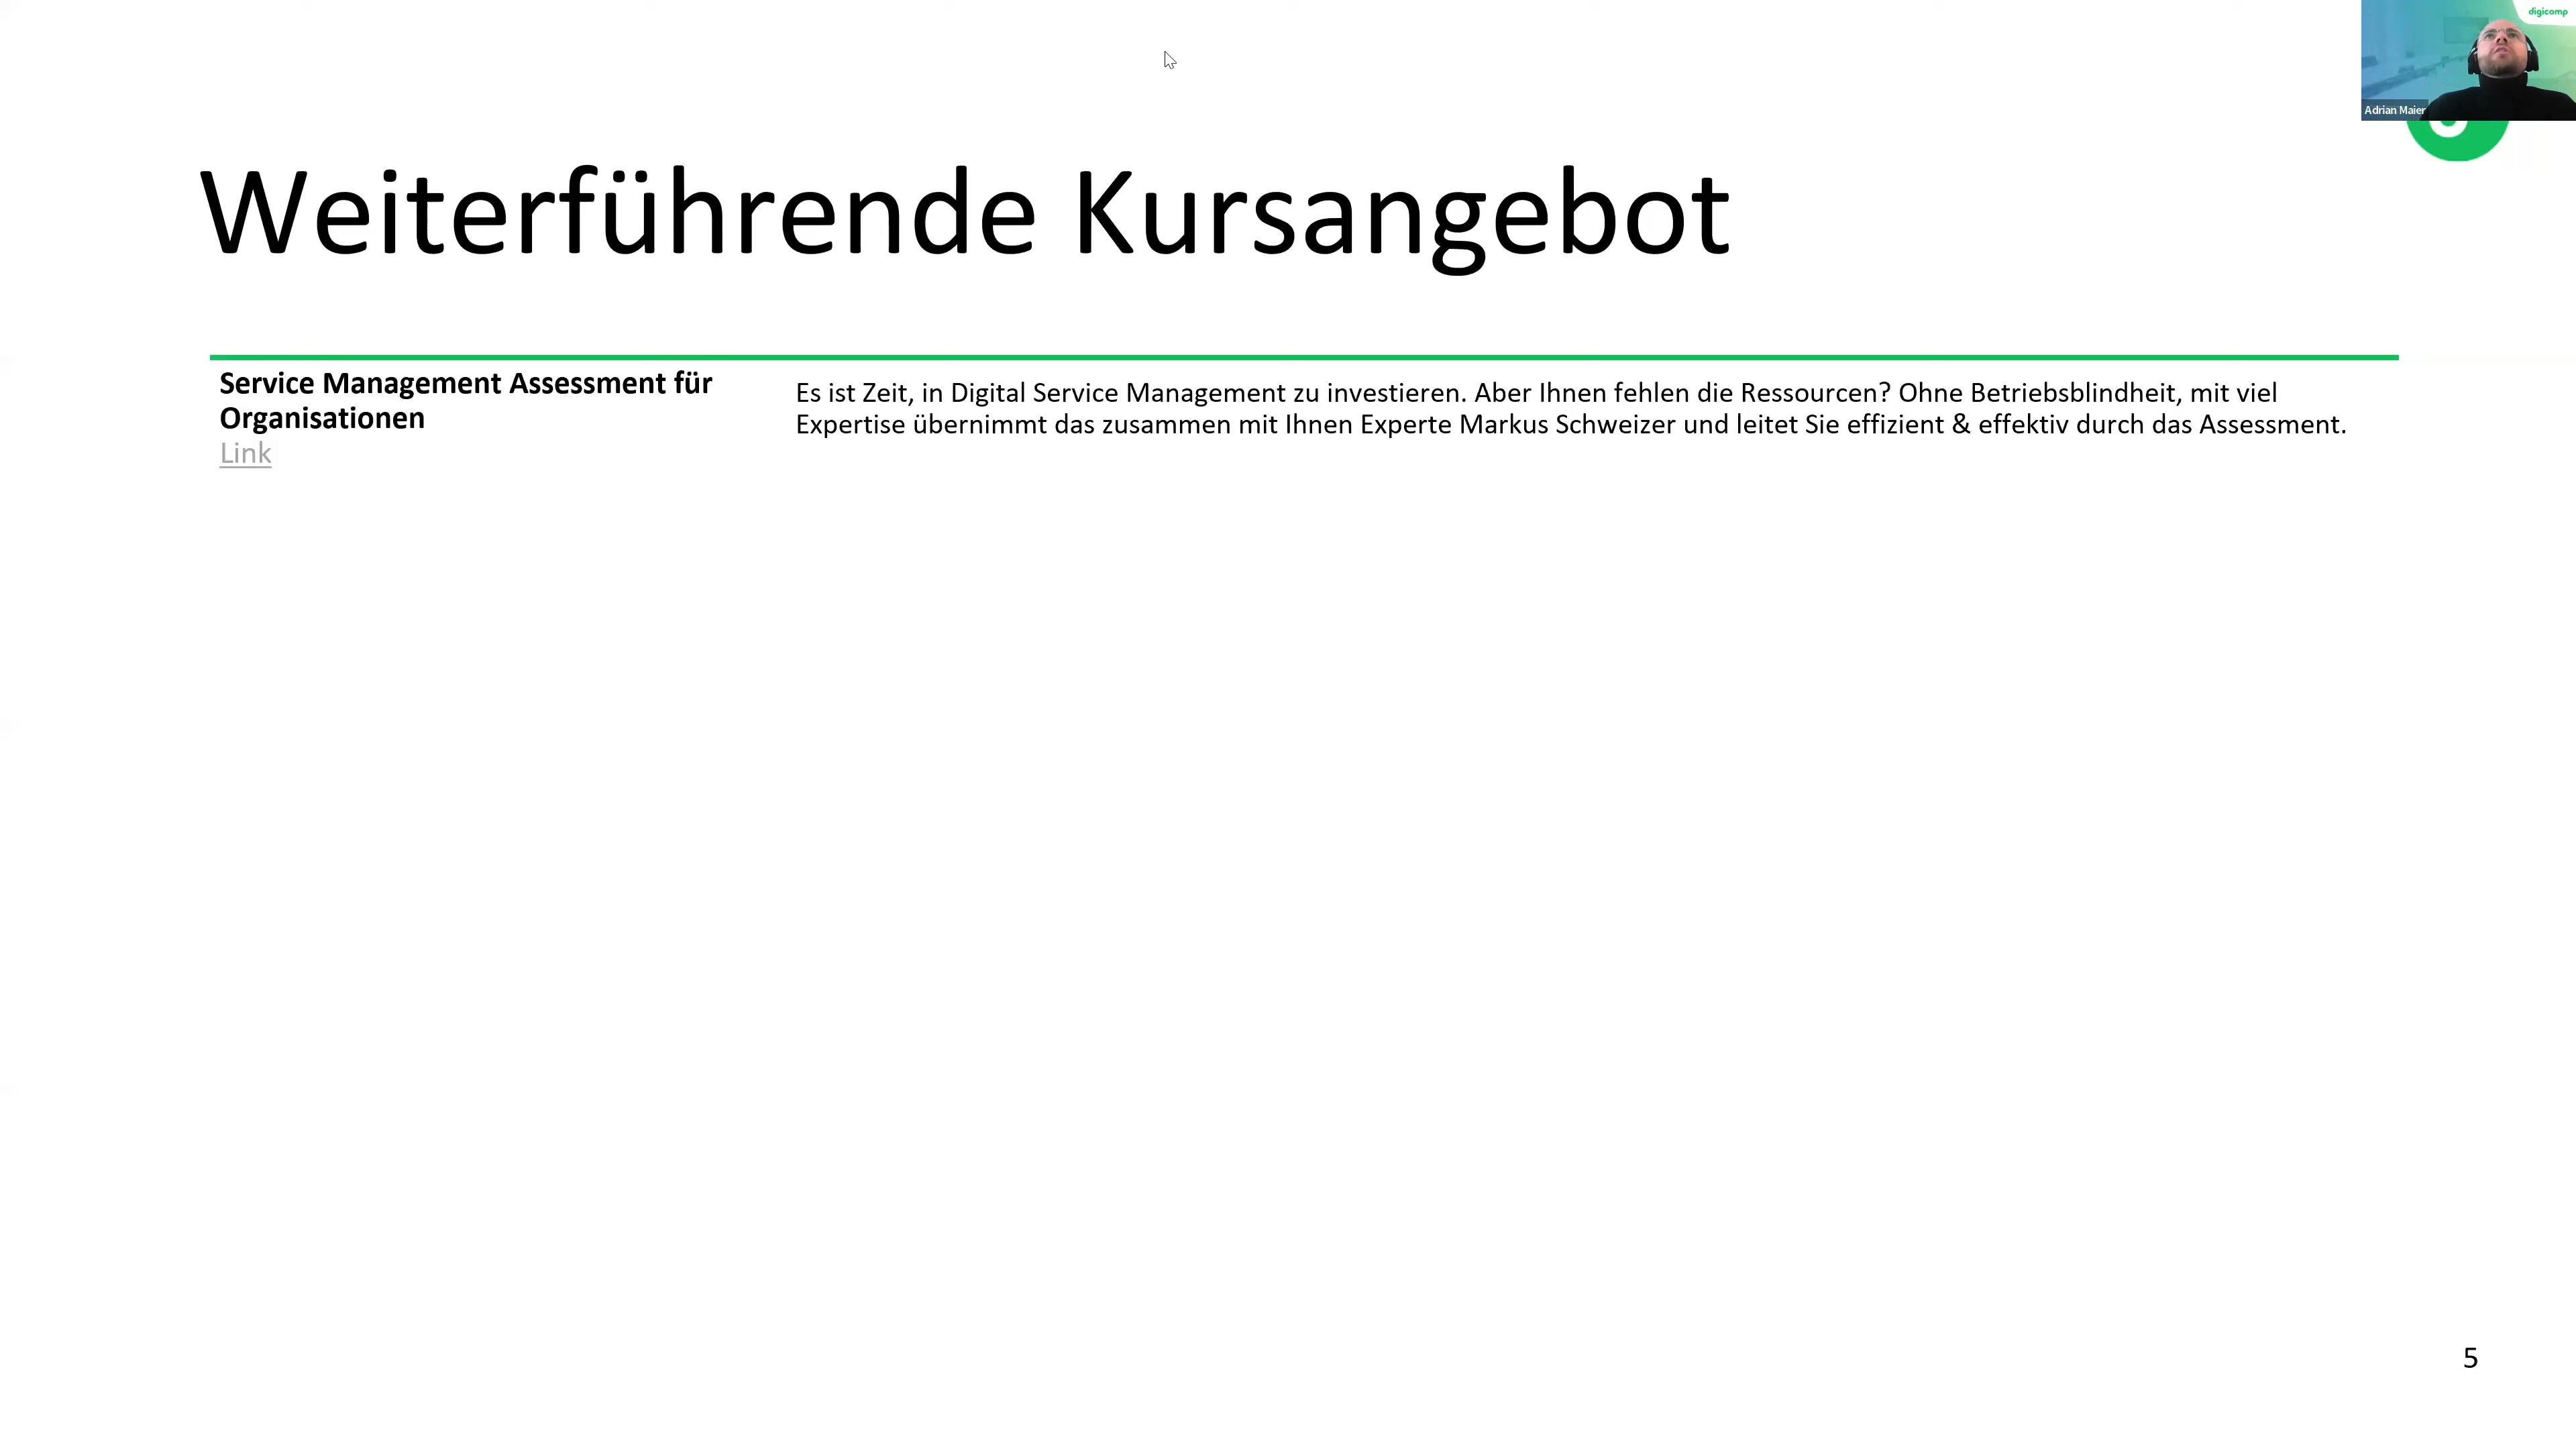 digicomp
Adrian Maier
Weiterführende Kursangebot
Service Management Assessment für
Organisationen
Link
Es ist Zeit, in Digital Service Management zu investieren. Aber Ihnen fehlen die Ressourcen? Ohne Betriebsblindheit, mit viel
Expertise übernimmt das zusammen mit Ihnen Experte Markus Schweizer und leitet Sie effizient & effektiv durch das Assessment.
5